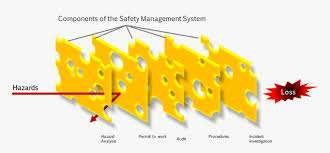 Components of the Safety Management System
Hazards
Loss
Hazard
Analysis
Permit to work
Audit
Procedures
Incident
Investigation